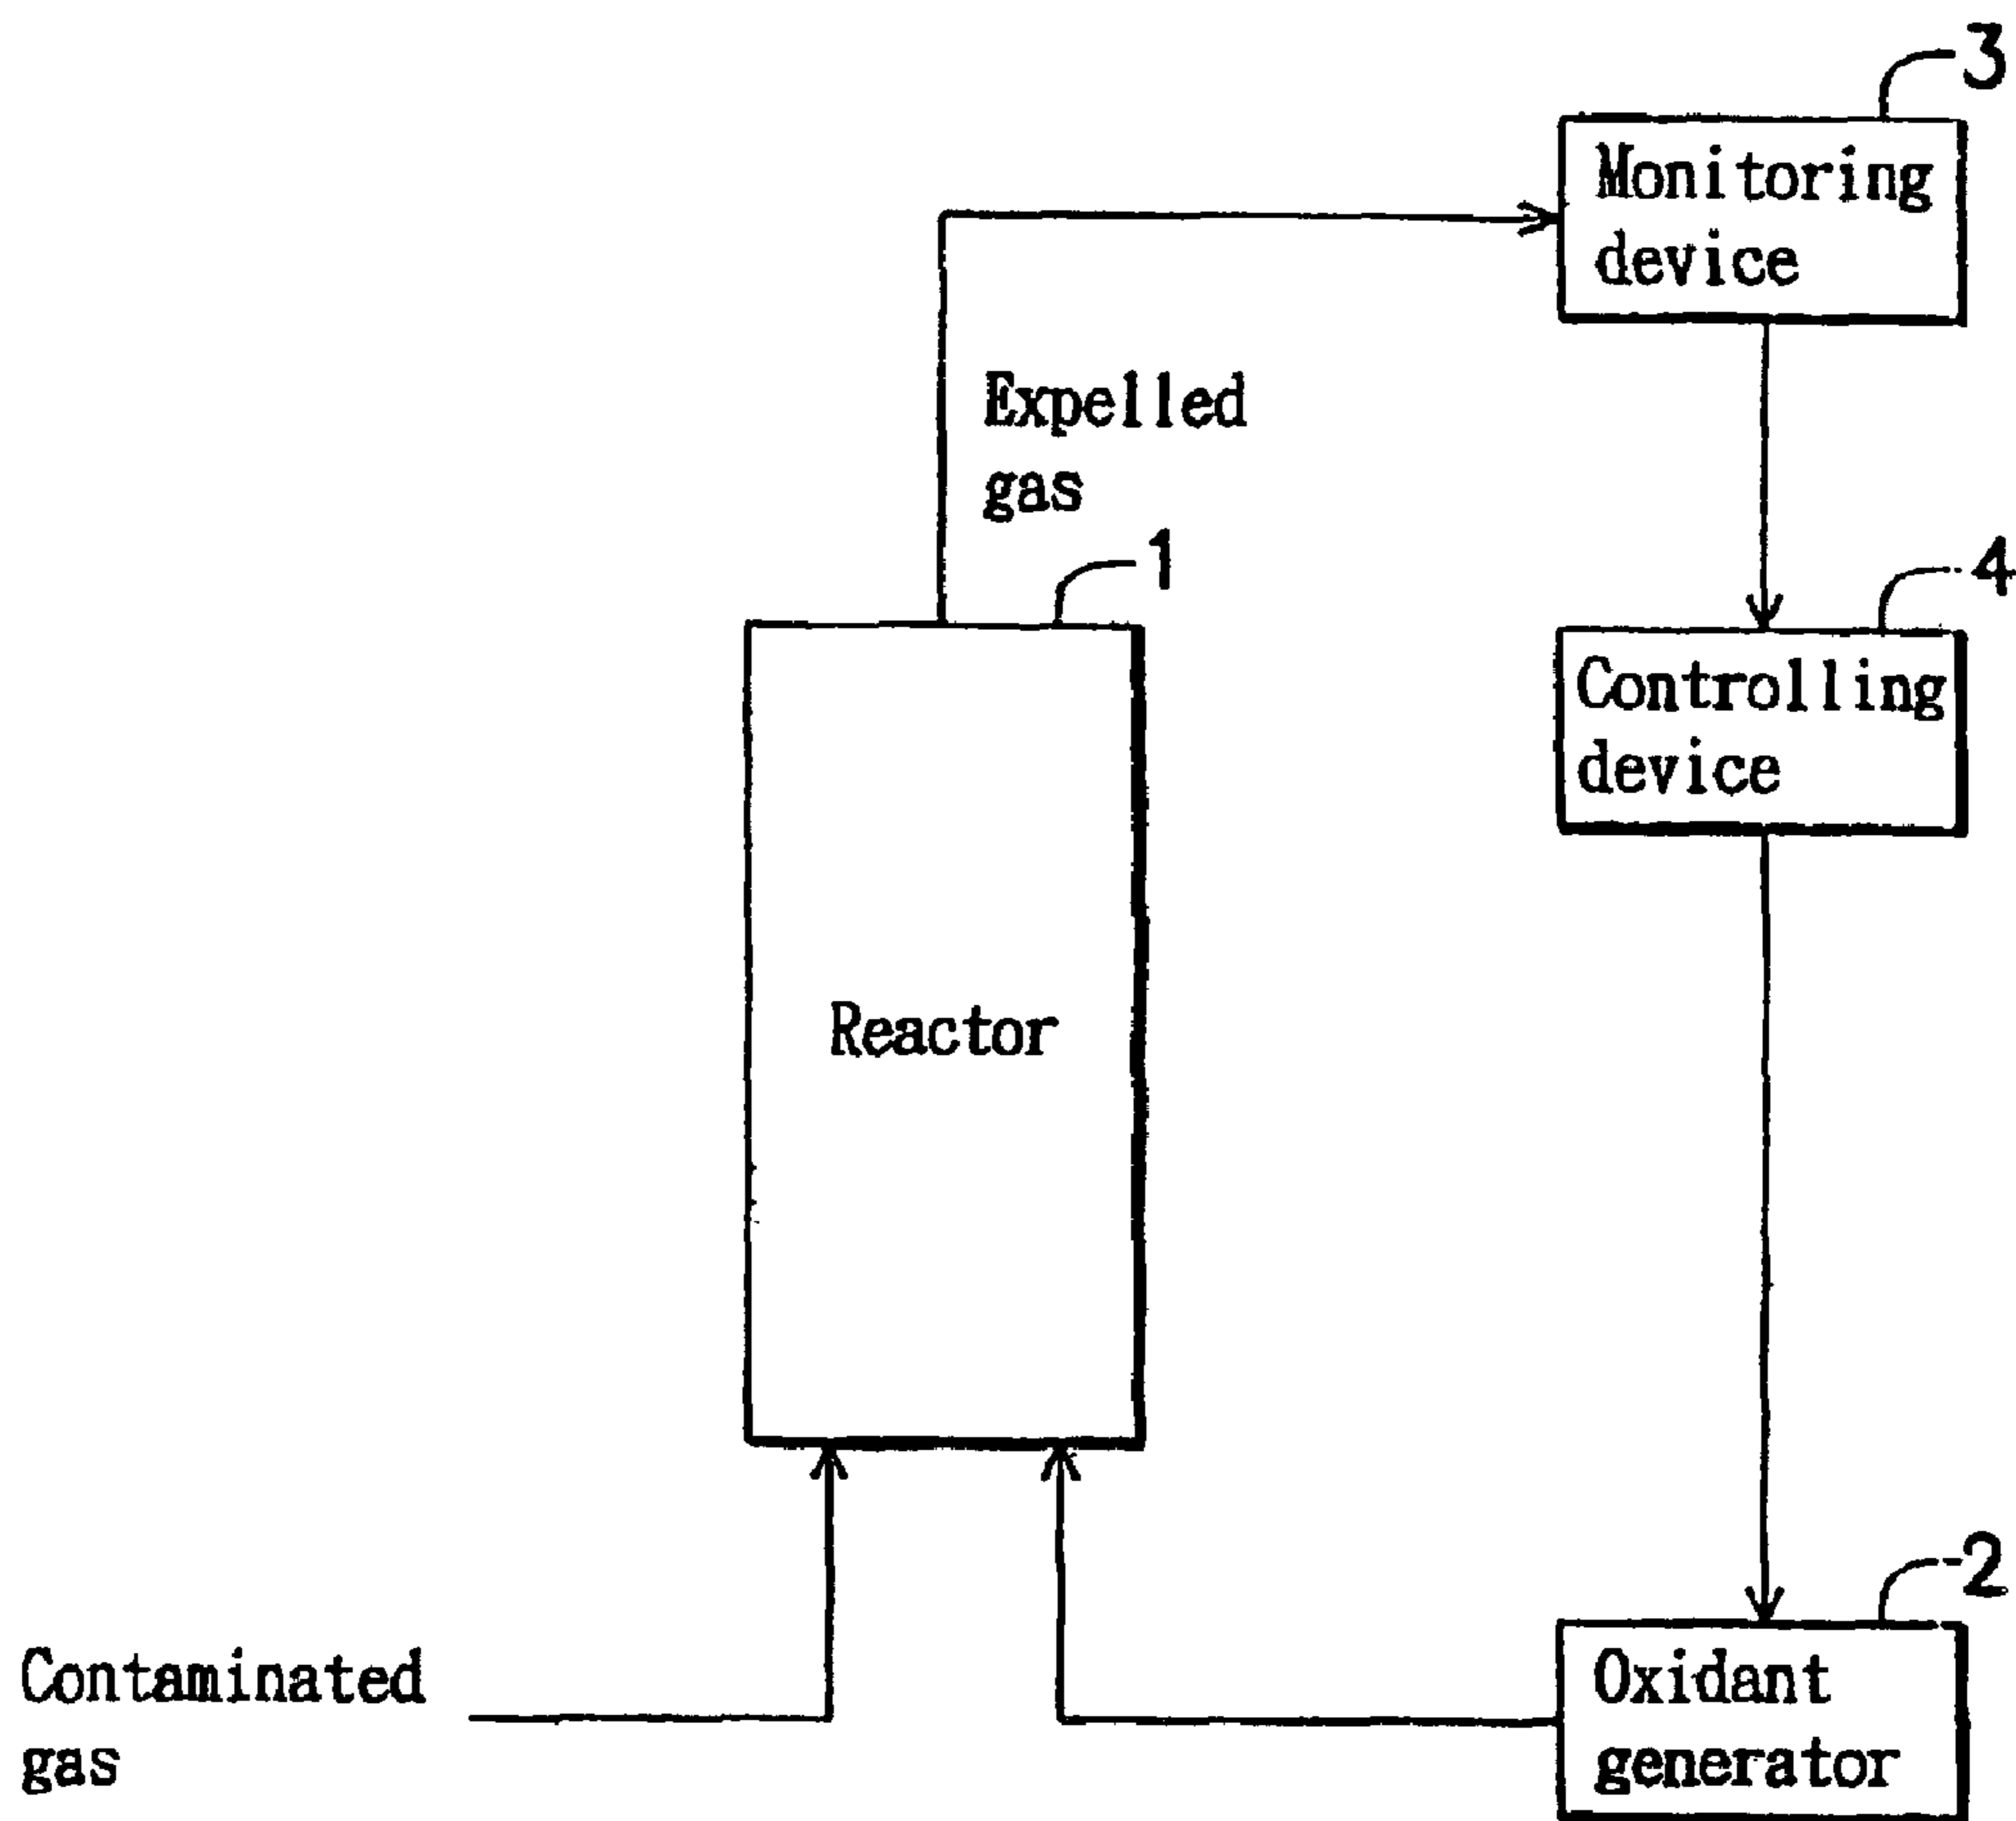 3
Monitoring
device
Expelled
gas
1
4
Controlling
device
Reactor
2
Contaminated
gas
Oxidant
generator